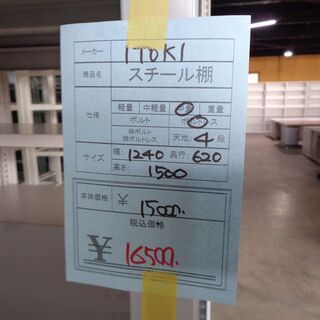 メーカー ITOKI
商品名 スチール棚
仕様 軽量 中軽量 中量 重量
ボルト ボルトレス
枠ボルト
棚ボルトレス 天地 4 段
サイズ 幅: 1240 奥行: 620
高さ: 1500
本体価格 ¥ 15000.
税込価格
¥ 16500.